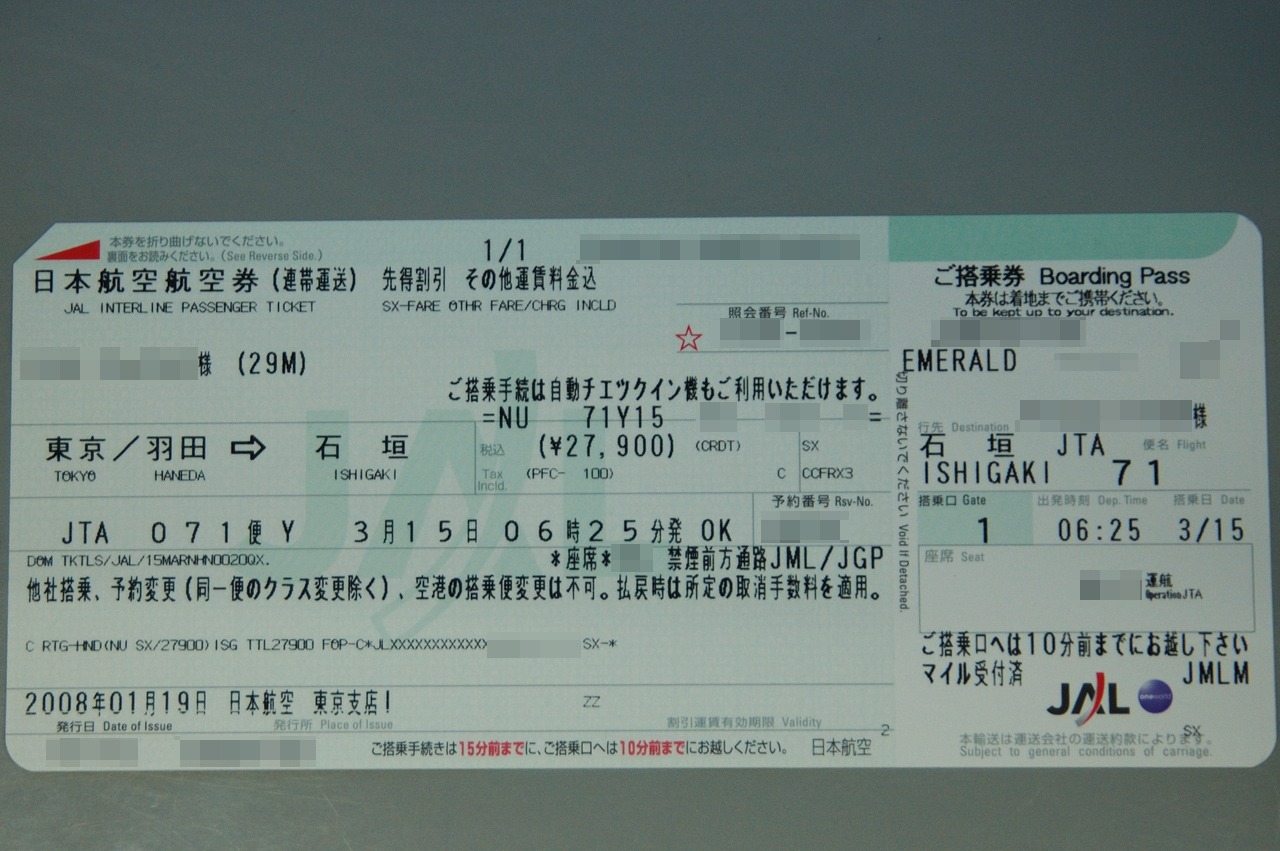 本券を折り曲げないでください。
裏面をお読みください。(See Reverse Side.)
1/1
日本航空航空券(連帯運送) 先得割引 その他運賃料金込
JAL INTERLINE PASSENGER TICKET SX-FARE OTHR FARE/CHRG INCLD
照会番号 Ref-No.
☆ -
様 (29M)
ご搭乗手続は自動チエツクイン機もご利用いただけます。
=NU 71Y15 =
東京/羽田 ⇨ 石 垣
TOKYO HANEDA ISHIGAKI
税込 (¥27,900) (CRDT) SX
Tax Incld. (PFC- 100) C CCFRX3
予約番号 Rsv-No.
JTA 071便 Y 3月15日 06時25分発 OK
DOM TKTLS/JAL/15MARNHN0020QX.
*座席* 禁煙前方通路JML/JGP
他社搭乗、予約変更(同一便のクラス変更除く)、空港の搭乗便変更は不可。払戻時は所定の取消手数料を適用。
C RTG-HND(NU SX/27900)ISG TTL27900 FOP-C*JLXXXXXXXXXXXX SX-*
2008年01月19日 日本航空 東京支店! ZZ
発行日 Date of Issue 発行所 Place of Issue 割引運賃有効期限 Validity
2
ご搭乗手続きは15分前までに、ご搭乗口へは10分前までにお越しください。 日本航空
切り離さないでください Void If Detached.
ご搭乗券 Boarding Pass
本券は着地までご携帯ください。
To be kept up to your destination.
EMERALD
様
行先 Destination
石 垣 JTA 便名 Flight
ISHIGAKI 71
搭乗口 Gate 出発時刻 Dep. Time 搭乗日 Date
1 06:25 3/15
座席 Seat
運航
Operation JTA
ご搭乗口へは10分前までにお越し下さい
マイル受付済 JMLM
JAL oneworld
SX
本輸送は運送会社の運送約款によります。
Subject to general conditions of carriage.